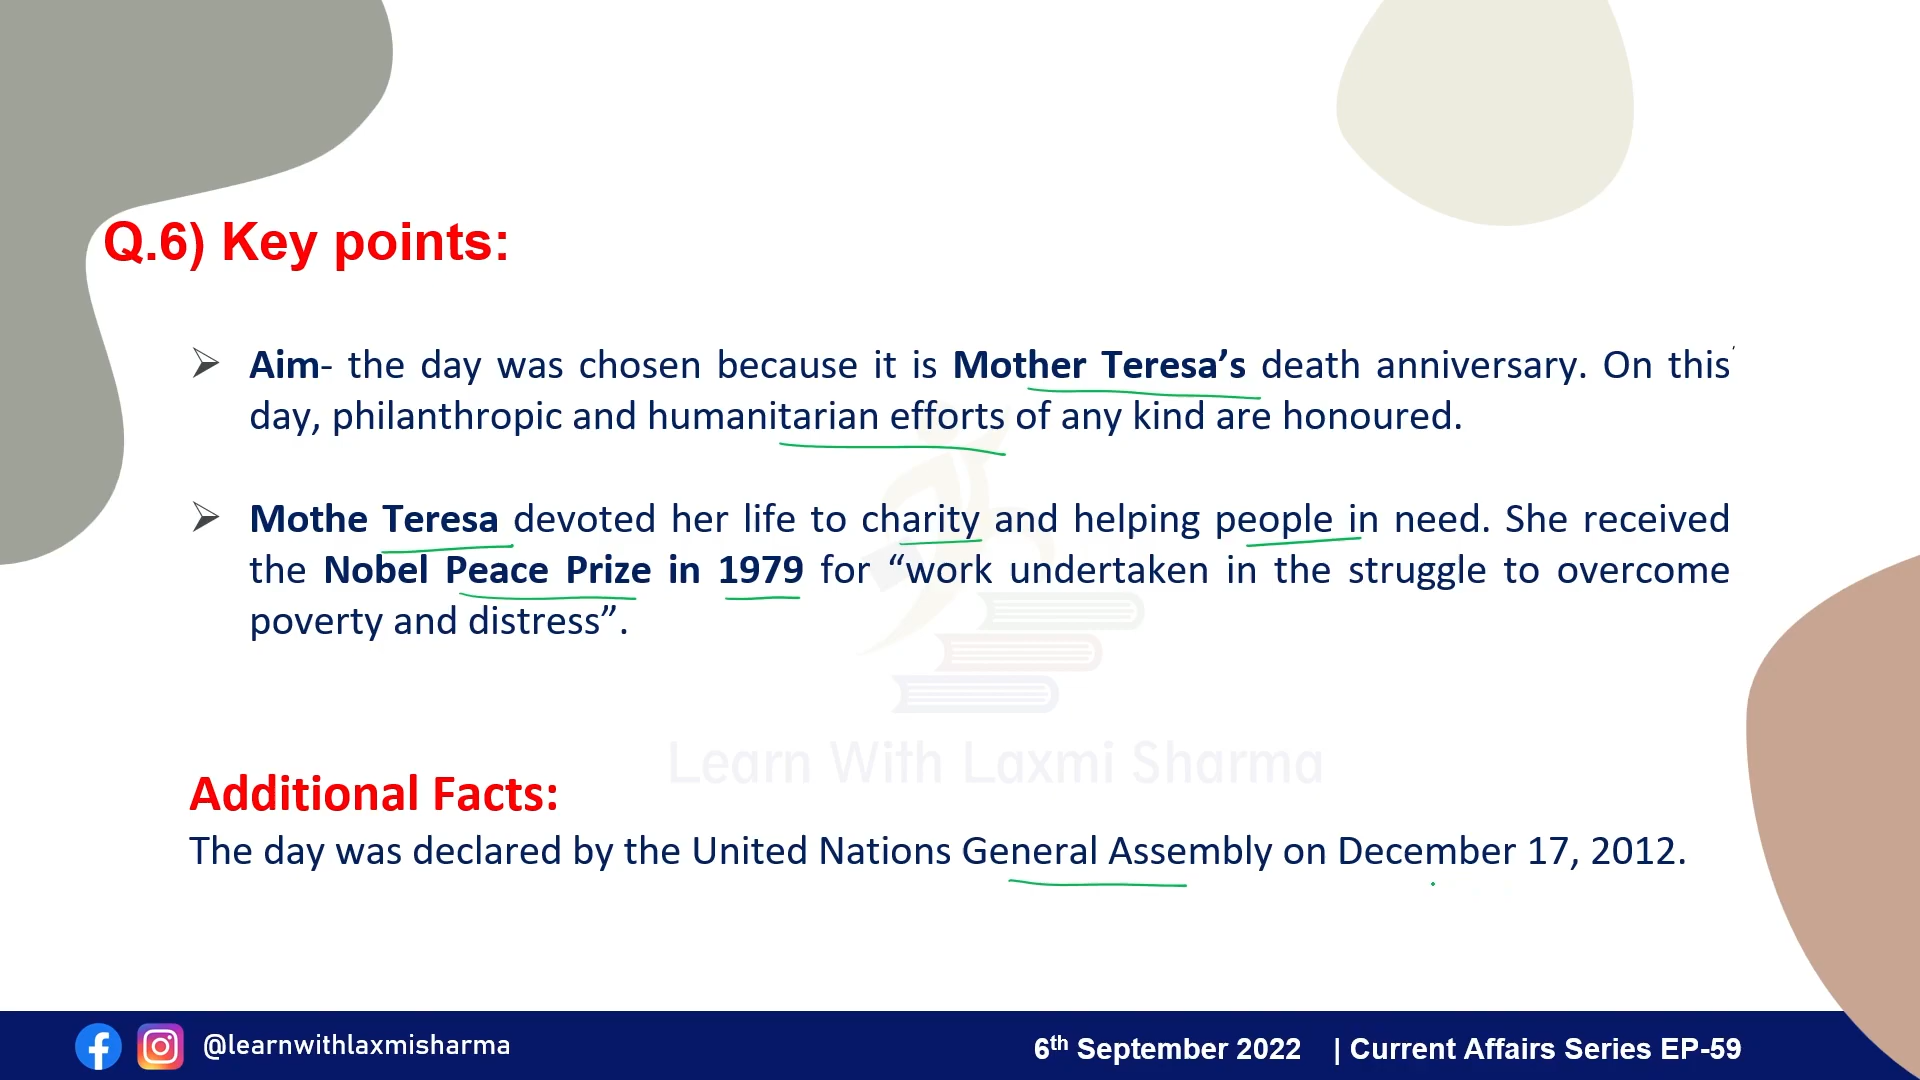 Q.6) Key points:
➢ Aim- the day was chosen because it is Mother Teresa’s death anniversary. On this
day, philanthropic and humanitarian efforts of any kind are honoured.
➢ Mothe Teresa devoted her life to charity and helping people in need. She received
the Nobel Peace Prize in 1979 for “work undertaken in the struggle to overcome
poverty and distress”.
Learn With Laxmi Sharma
Additional Facts:
The day was declared by the United Nations General Assembly on December 17, 2012.
@learnwithlaxmisharma
6th September 2022 | Current Affairs Series EP-59